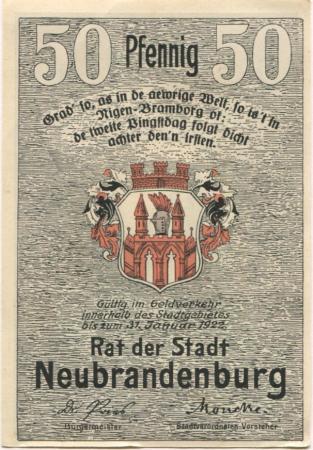 50 Pfennig 50
Grad' so, as in de aewrige Welt, so is't in
Nigen-Bramborg ok:
de tweite Pingstdag folgt dicht
achter den'n irsten.
Gültig im Geldverkehr
innerhalb des Stadtgebietes
bis zum 31. Januar 1922.
Rat der Stadt
Neubrandenburg
Bürgermeister
Stadtverordneten Vorsteher